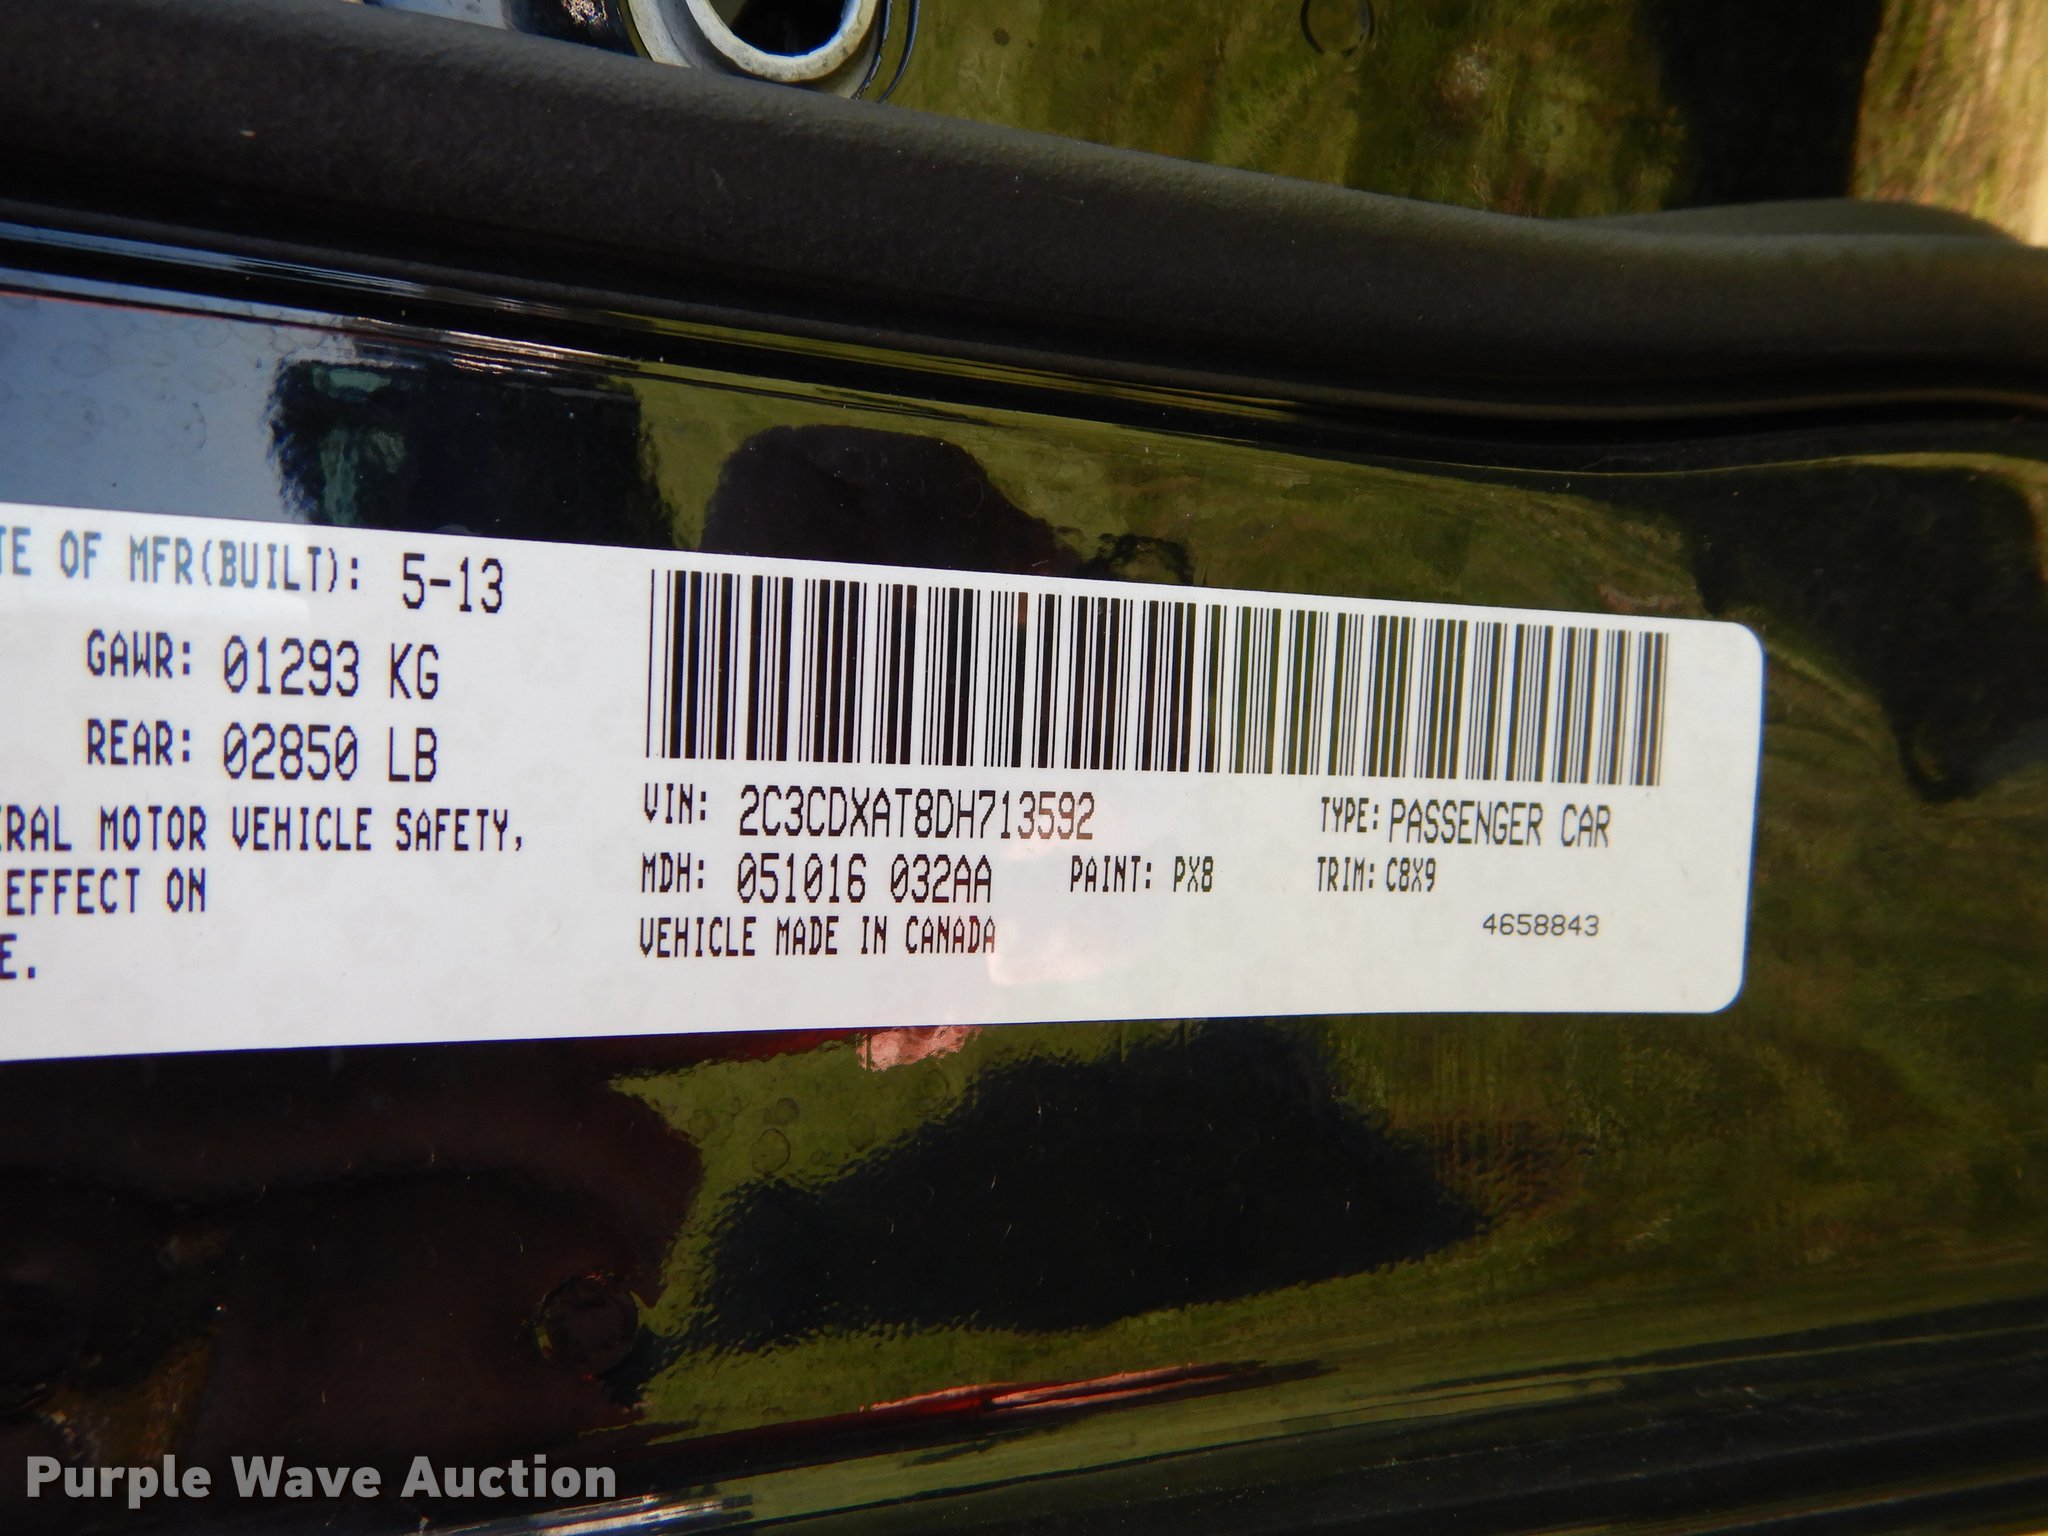 TE OF MFR(BUILT): 5-13
GAWR: 01293 KG
REAR: 02850 LB
ERAL MOTOR VEHICLE SAFETY,
EFFECT ON
E.
VIN: 2C3CDXAT8DH713592 TYPE: PASSENGER CAR
MDH: 051016 032AA PAINT: PX8 TRIM: C8X9
VEHICLE MADE IN CANADA
4658843
Purple Wave Auction